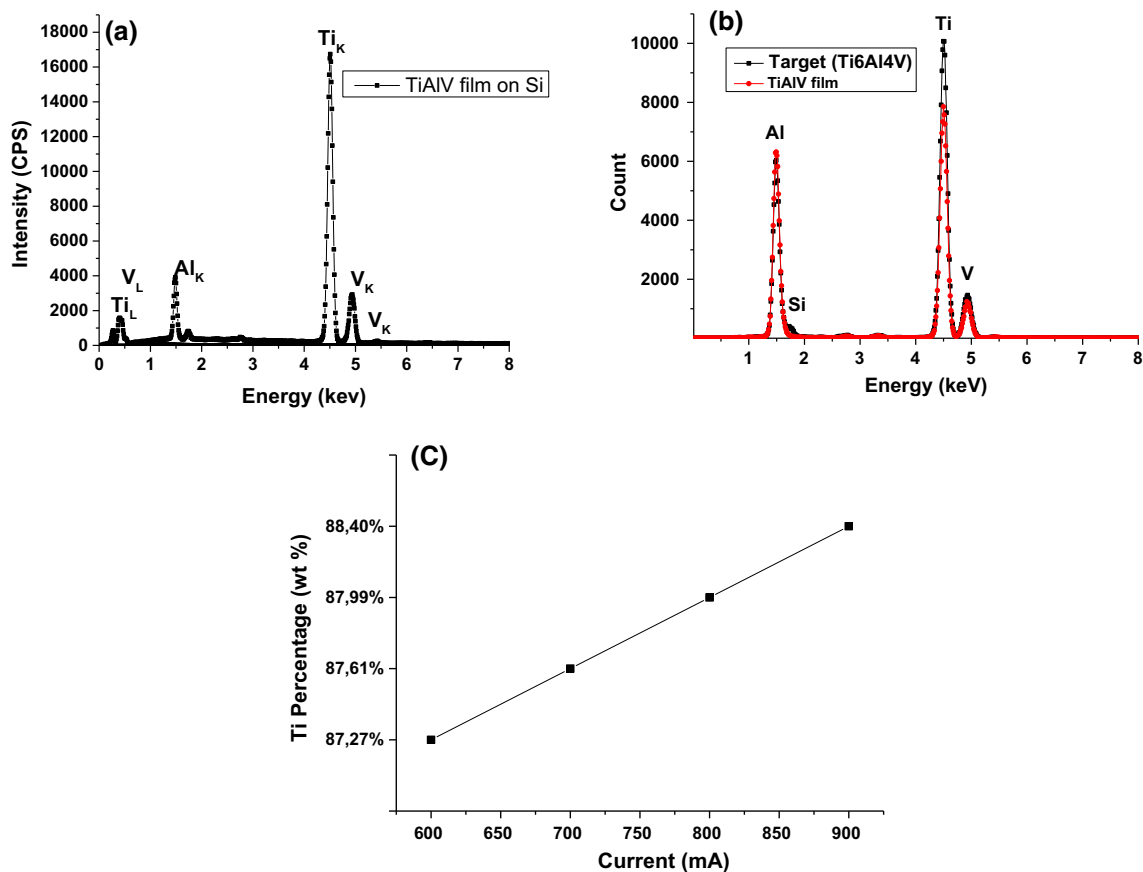 (a)
Intensity (CPS)
18000
16000
14000
12000
10000
8000
6000
4000
2000
0
Ti_K
TiAlV film on Si
V_L
Ti_L
Al_K
V_K
V_K
0 1 2 3 4 5 6 7 8
Energy (kev)
(b)
Count
10000
8000
6000
4000
2000
Ti
Target (Ti6Al4V)
TiAlV film
Al
Si
V
1 2 3 4 5 6 7 8
Energy (keV)
(C)
Ti Percentage (wt %)
88,40%
87,99%
87,61%
87,27%
600 650 700 750 800 850 900
Current (mA)